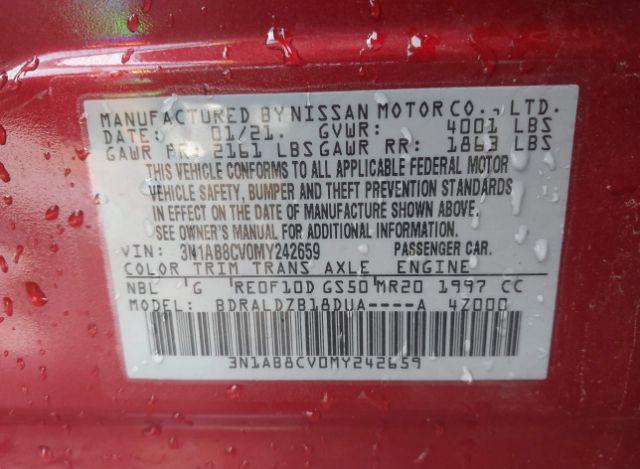 MANUFACTURED BY NISSAN MOTOR CO., LTD.
DATE: 01/21. GVWR: 4001 LBS
GAWR FR: 2161 LBS GAWR RR: 1863 LBS
THIS VEHICLE CONFORMS TO ALL APPLICABLE FEDERAL MOTOR
VEHICLE SAFETY, BUMPER AND THEFT PREVENTION STANDARDS
IN EFFECT ON THE DATE OF MANUFACTURE SHOWN ABOVE.
SEE OWNER'S MANUAL FOR ADDITIONAL INFORMATION.
VIN: 3N1AB8CV0MY242659 PASSENGER CAR.
COLOR TRIM TRANS AXLE ENGINE
NBL G RE0F10D GS50 MR20 1997 CC
MODEL: BDRALDZB18DUA----A 4Z000
3N1AB8CV0MY242659